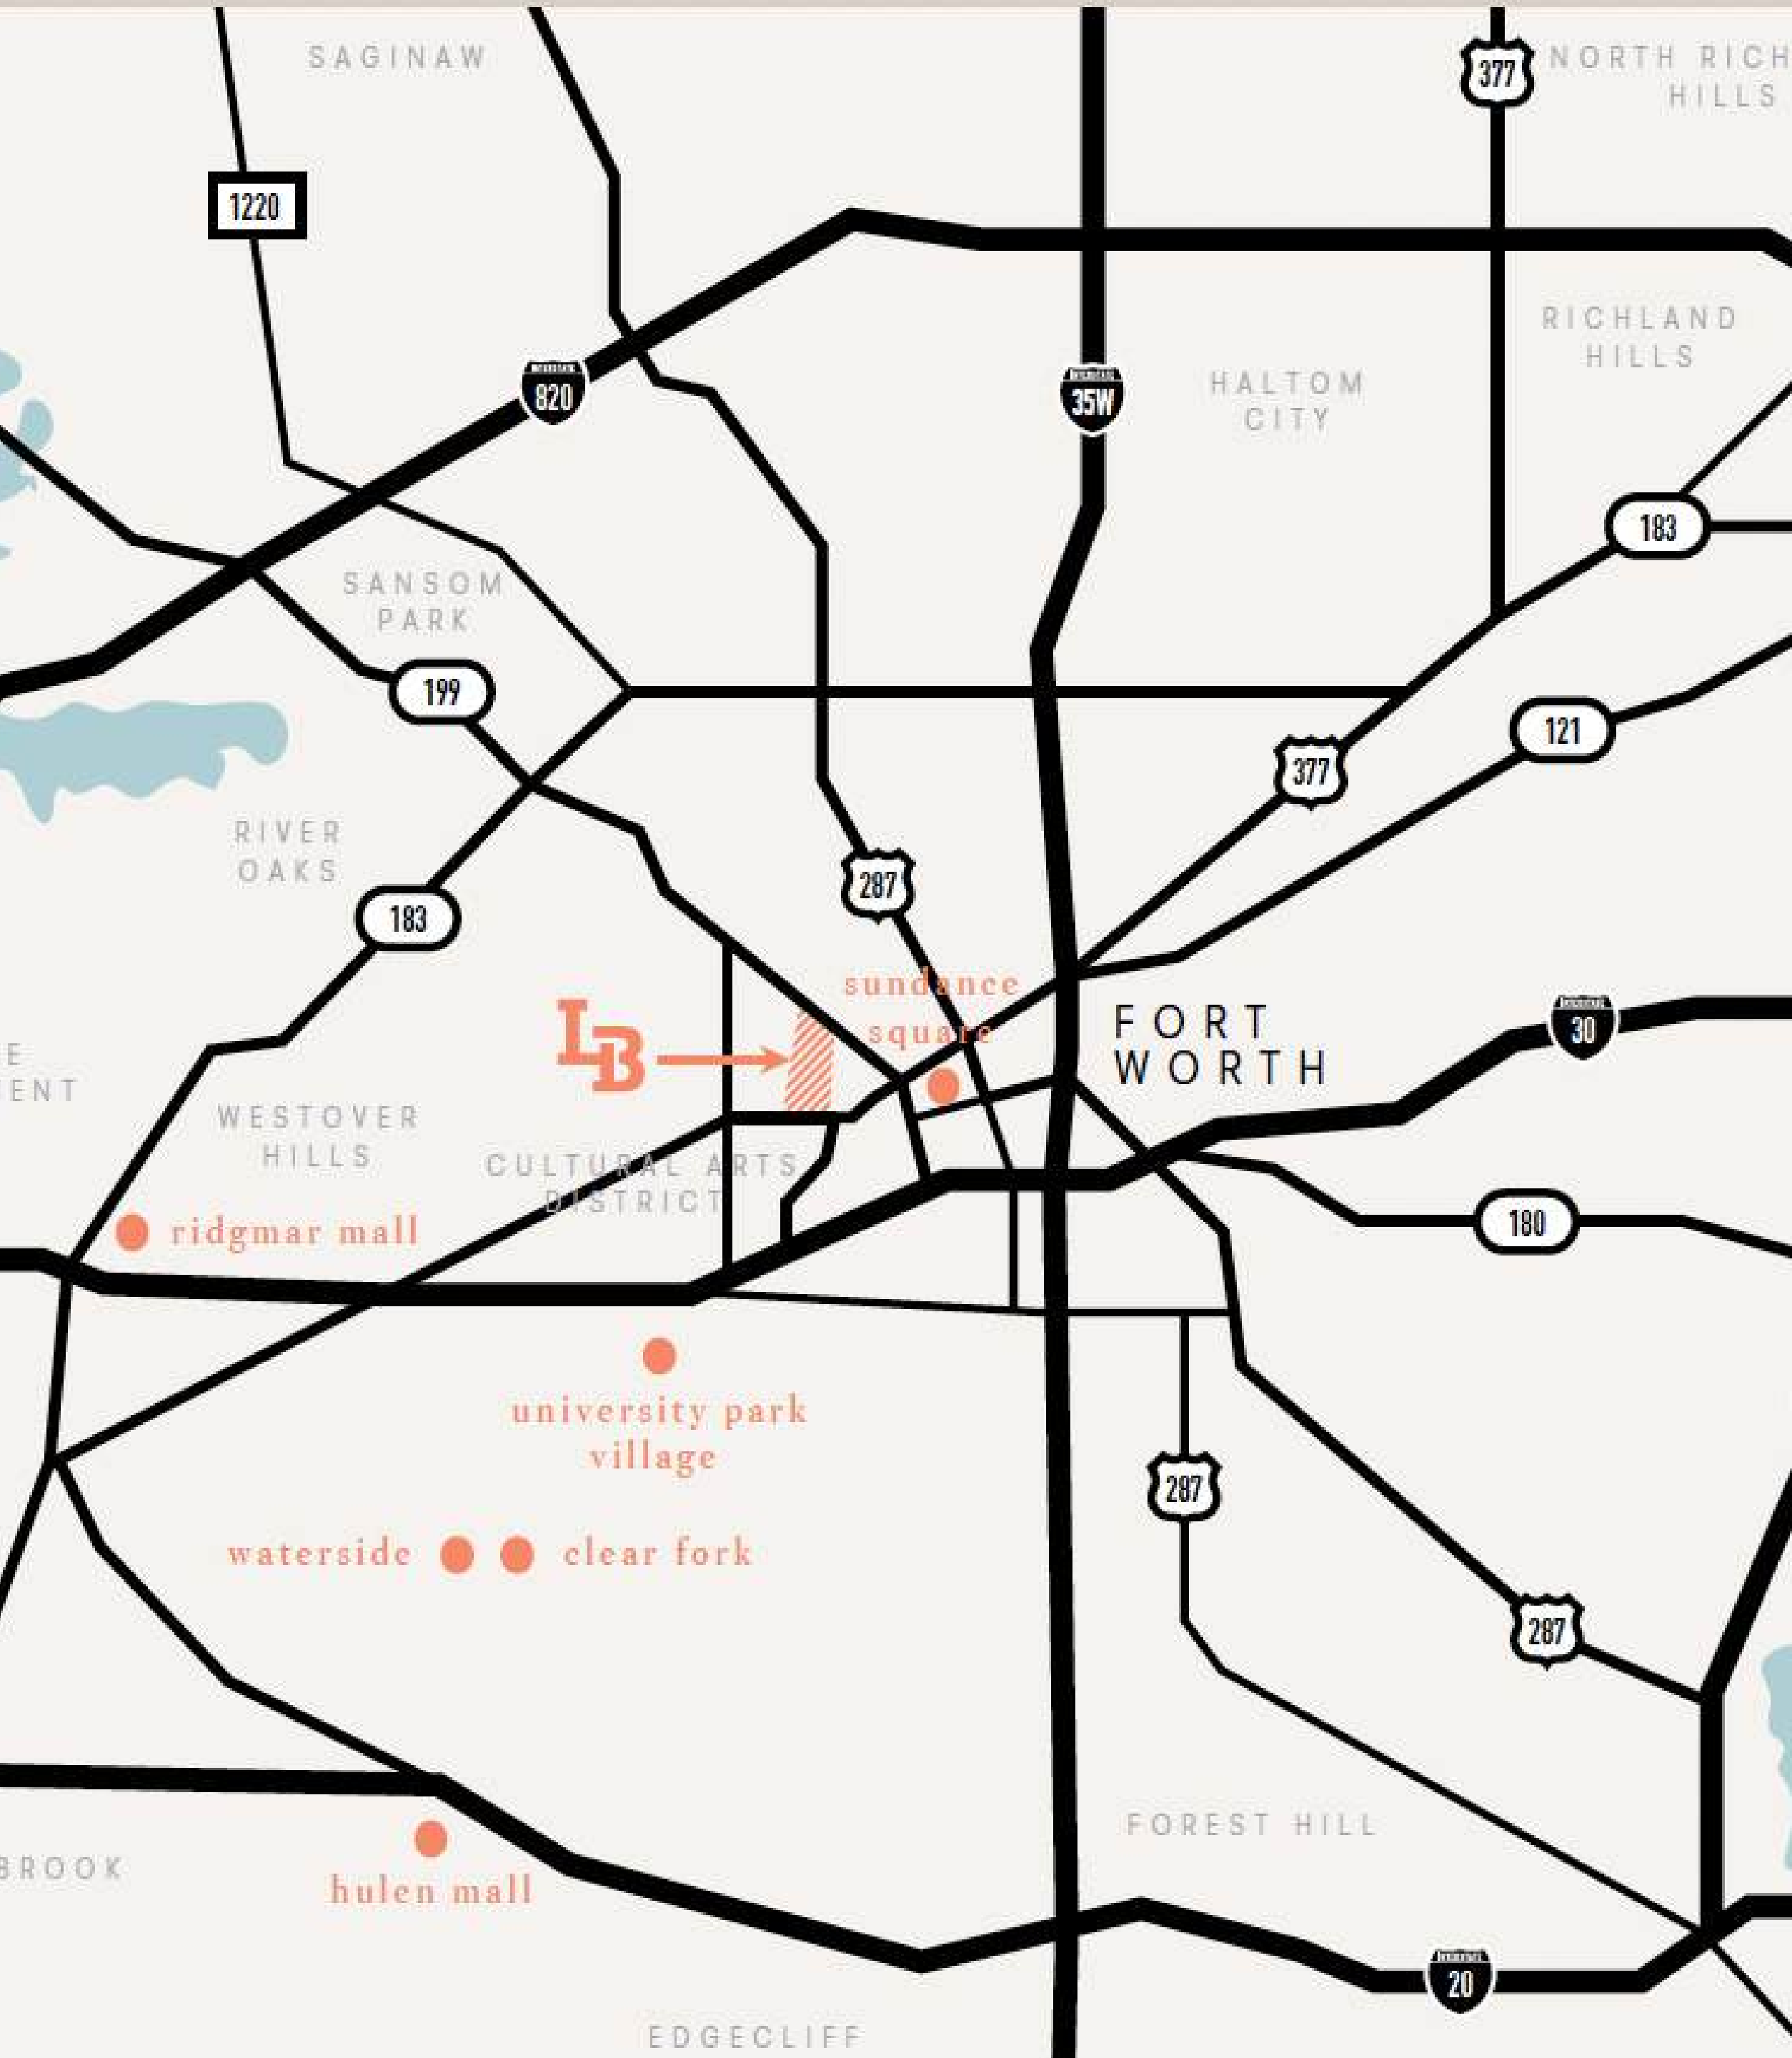 SAGINAW
377
NORTH RICH
HILLS
1220
RICHLAND
HILLS
820
35W
HALTOM
CITY
183
SANSOM
PARK
199
121
377
RIVER
OAKS
287
183
sundance
square
LB
FORT
WORTH
30
E
ENT
WESTOVER
HILLS
CULTURAL ARTS
DISTRICT
180
ridgmar mall
university park
village
287
waterside
clear fork
287
FOREST HILL
BROOK
hulen mall
20
EDGECLIFF